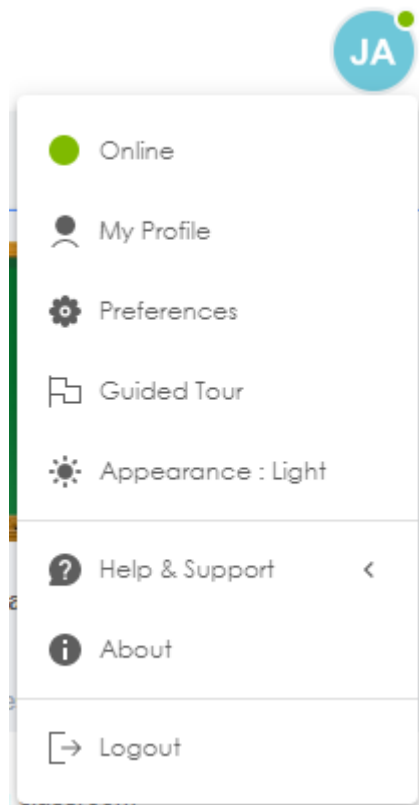 JA
Online
My Profile
Preferences
Guided Tour
Appearance : Light
Help & Support
About
Logout